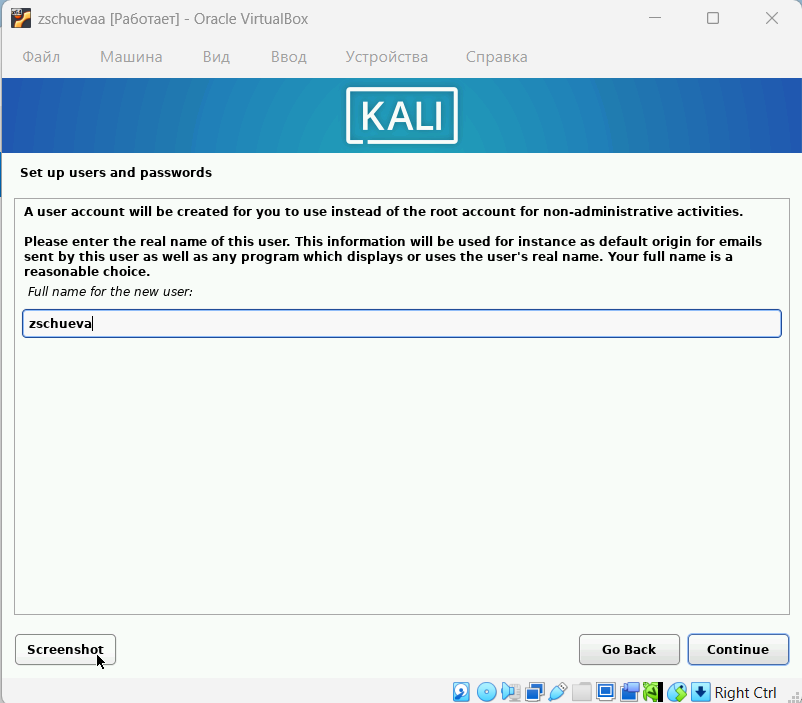 zschuevaa [Работает] - Oracle VirtualBox
Файл Машина Вид Ввод Устройства Справка
KALI
Set up users and passwords
A user account will be created for you to use instead of the root account for non-administrative activities.
Please enter the real name of this user. This information will be used for instance as default origin for emails
sent by this user as well as any program which displays or uses the user's real name. Your full name is a
reasonable choice.
Full name for the new user:
zschueva
Screenshot Go Back Continue
Right Ctrl